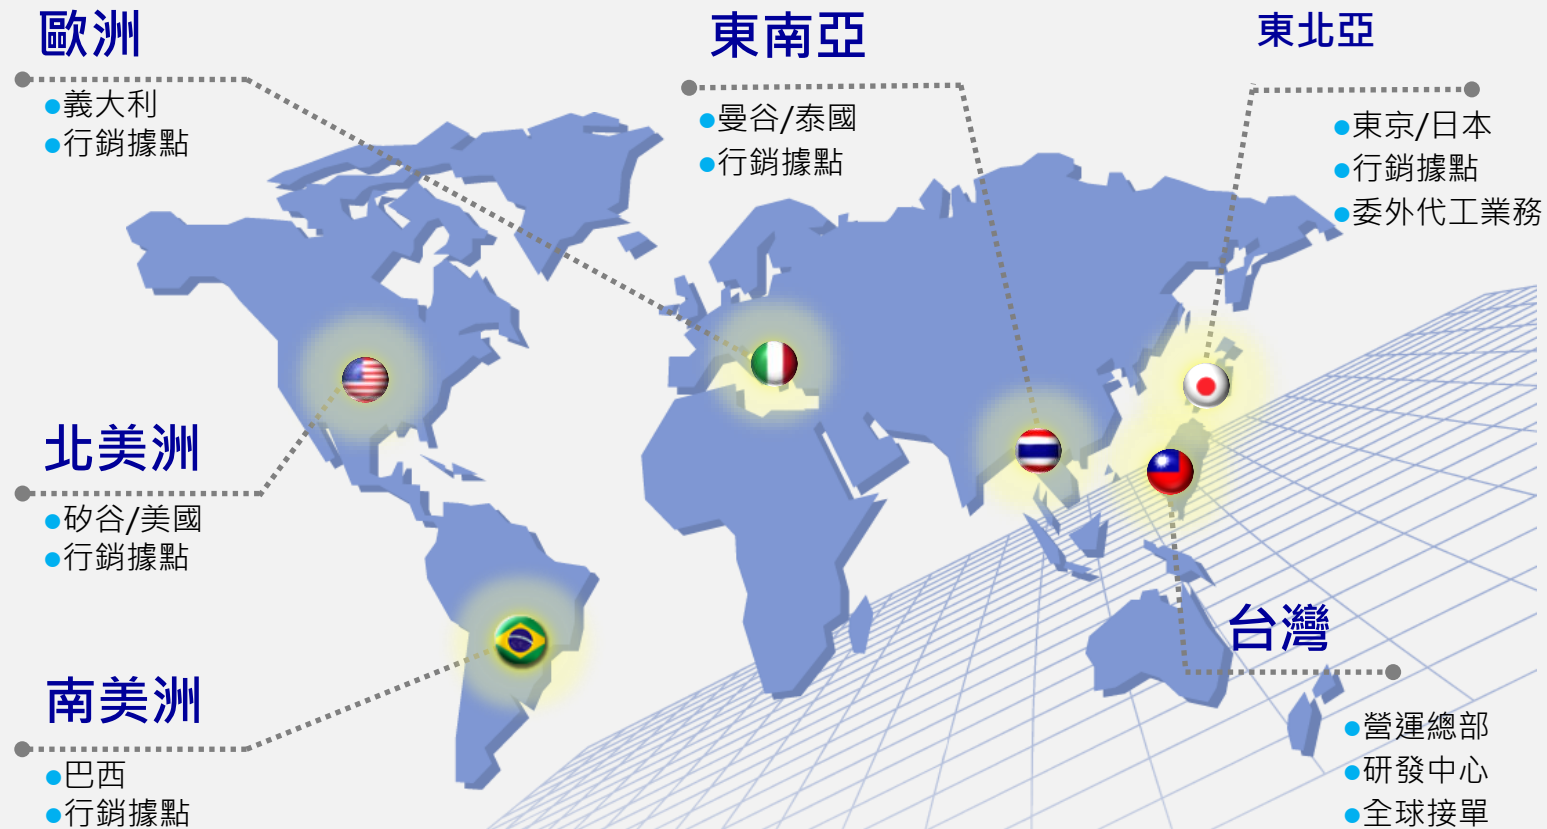 歐洲
●義大利
●行銷據點
東南亞
●曼谷/泰國
●行銷據點
東北亞
●東京/日本
●行銷據點
●委外代工業務
北美洲
●矽谷/美國
●行銷據點
南美洲
●巴西
●行銷據點
台灣
●營運總部
●研發中心
●全球接單